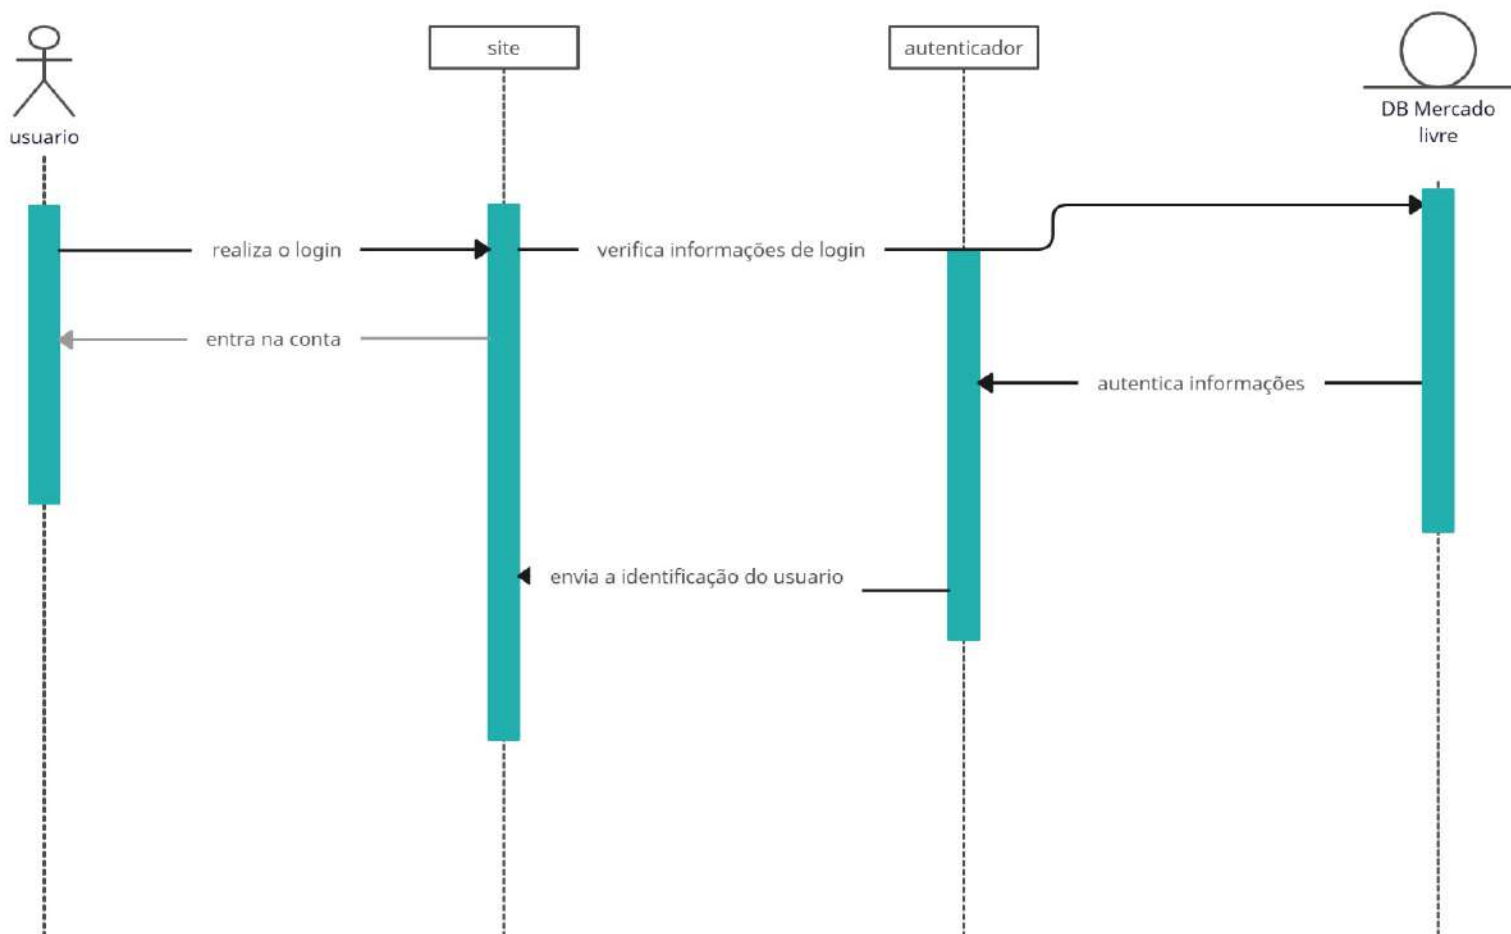 site
autenticador
DB Mercado
livre
usuario
realiza o login
verifica informações de login
entra na conta
autentica informações
envia a identificação do usuario